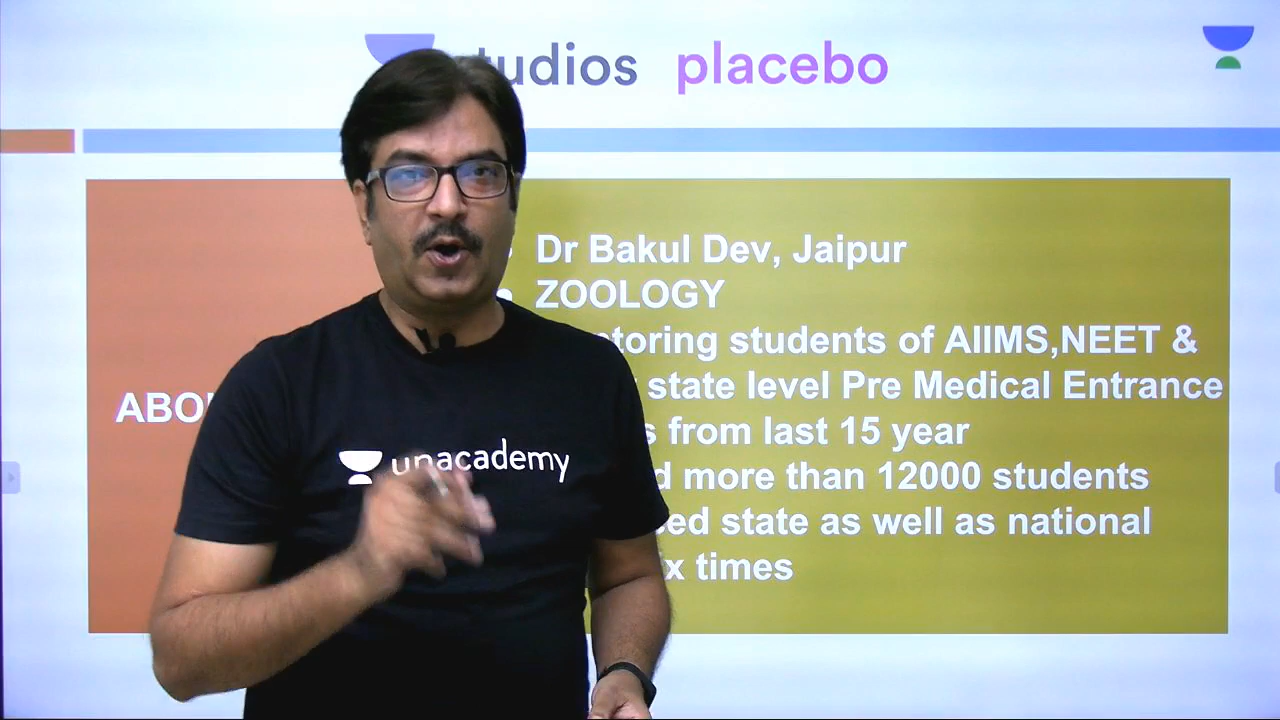 tudios placebo
Dr Bakul Dev, Jaipur
ZOOLOGY
toring students of AIIMS,NEET &
state level Pre Medical Entrance
ABO
s from last 15 year
unacademy
d more than 12000 students
ed state as well as national
x times